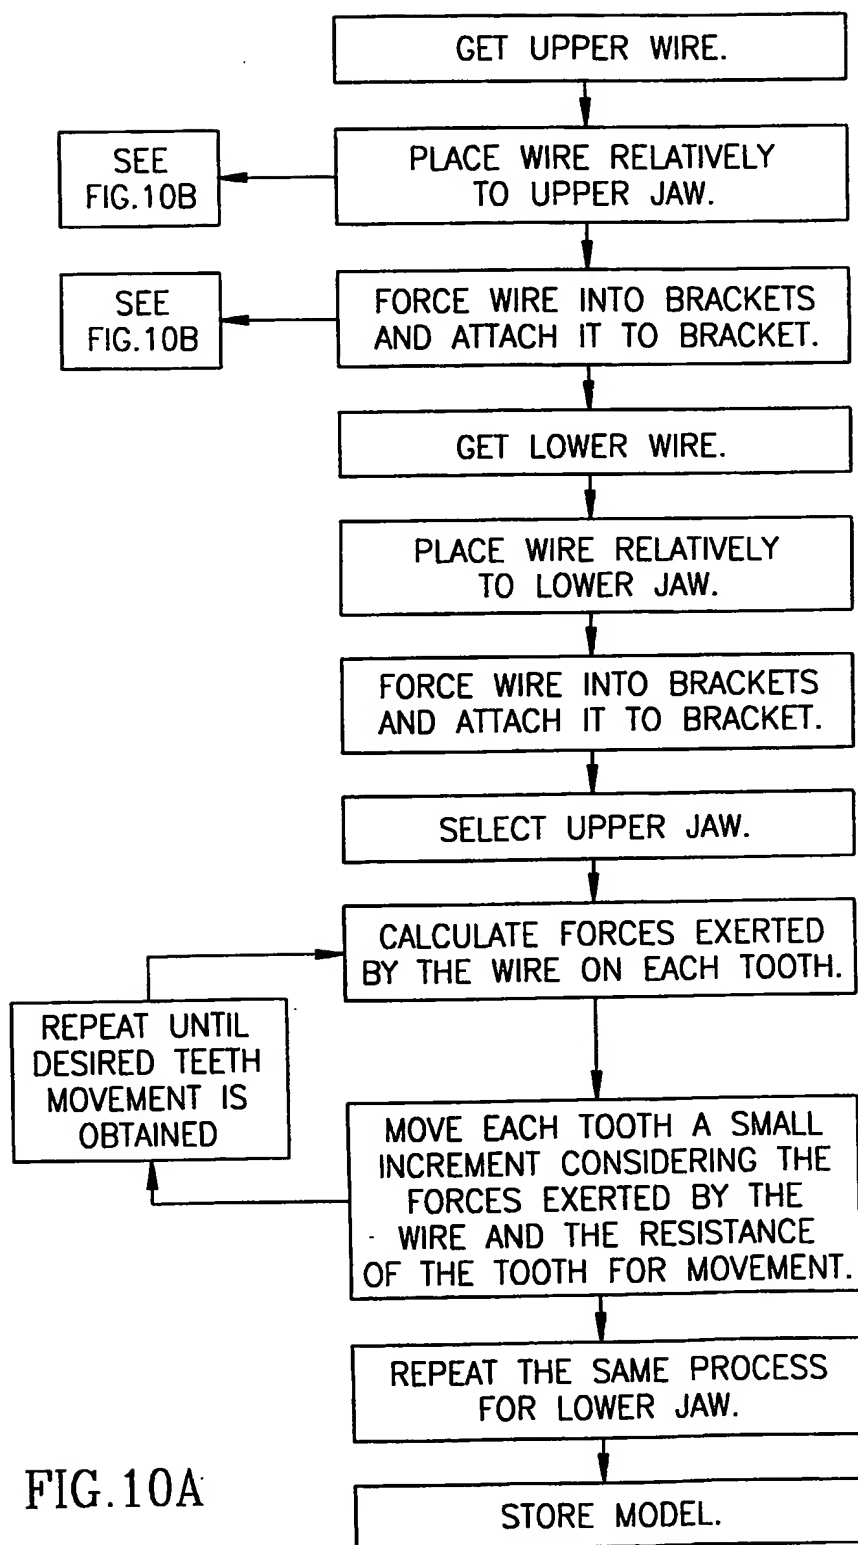 GET UPPER WIRE.
SEE
FIG.10B
PLACE WIRE RELATIVELY
TO UPPER JAW.
SEE
FIG.10B
FORCE WIRE INTO BRACKETS
AND ATTACH IT TO BRACKET.
GET LOWER WIRE.
PLACE WIRE RELATIVELY
TO LOWER JAW.
FORCE WIRE INTO BRACKETS
AND ATTACH IT TO BRACKET.
SELECT UPPER JAW.
CALCULATE FORCES EXERTED
BY THE WIRE ON EACH TOOTH.
REPEAT UNTIL
DESIRED TEETH
MOVEMENT IS
OBTAINED
MOVE EACH TOOTH A SMALL
INCREMENT CONSIDERING THE
FORCES EXERTED BY THE
WIRE AND THE RESISTANCE
OF THE TOOTH FOR MOVEMENT.
REPEAT THE SAME PROCESS
FOR LOWER JAW.
STORE MODEL.
FIG.10A